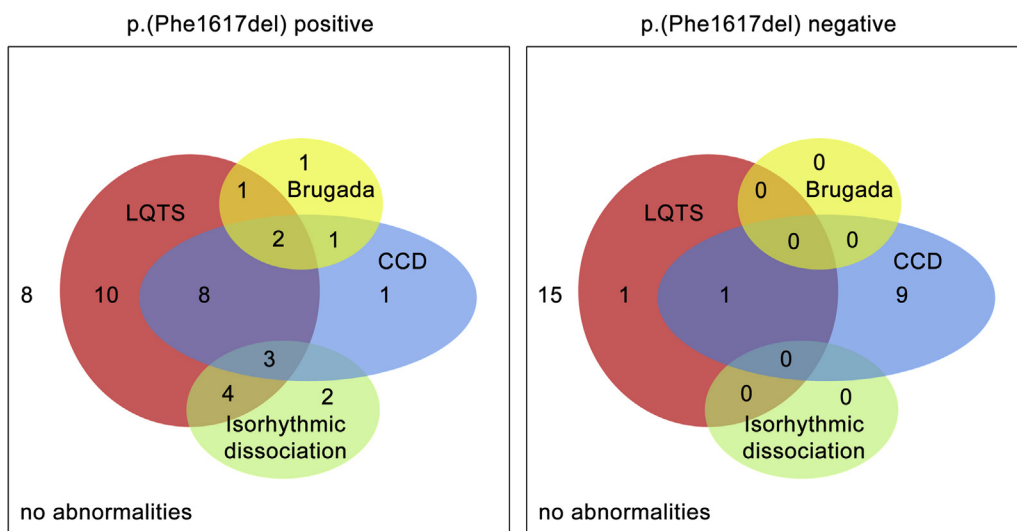 p.(Phe1617del) positive
1
1
Brugada
LQTS
2
1
CCD
8
10
8
1
3
4
2
Isorhythmic
dissociation
no abnormalities
p.(Phe1617del) negative
0
0
Brugada
LQTS
0
0
CCD
15
1
1
9
0
0
0
Isorhythmic
dissociation
no abnormalities